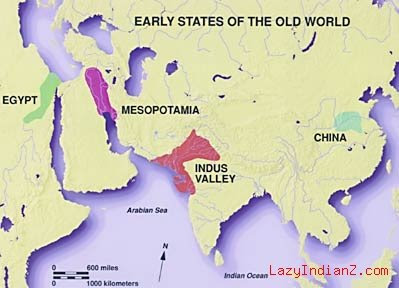 EARLY STATES OF THE OLD WORLD
EGYPT
MESOPOTAMIA
CHINA
INDUS
VALLEY
Arabian Sea
0 600 miles
0 1000 kilometers
N
Indian Ocean
LazyIndianZ.com